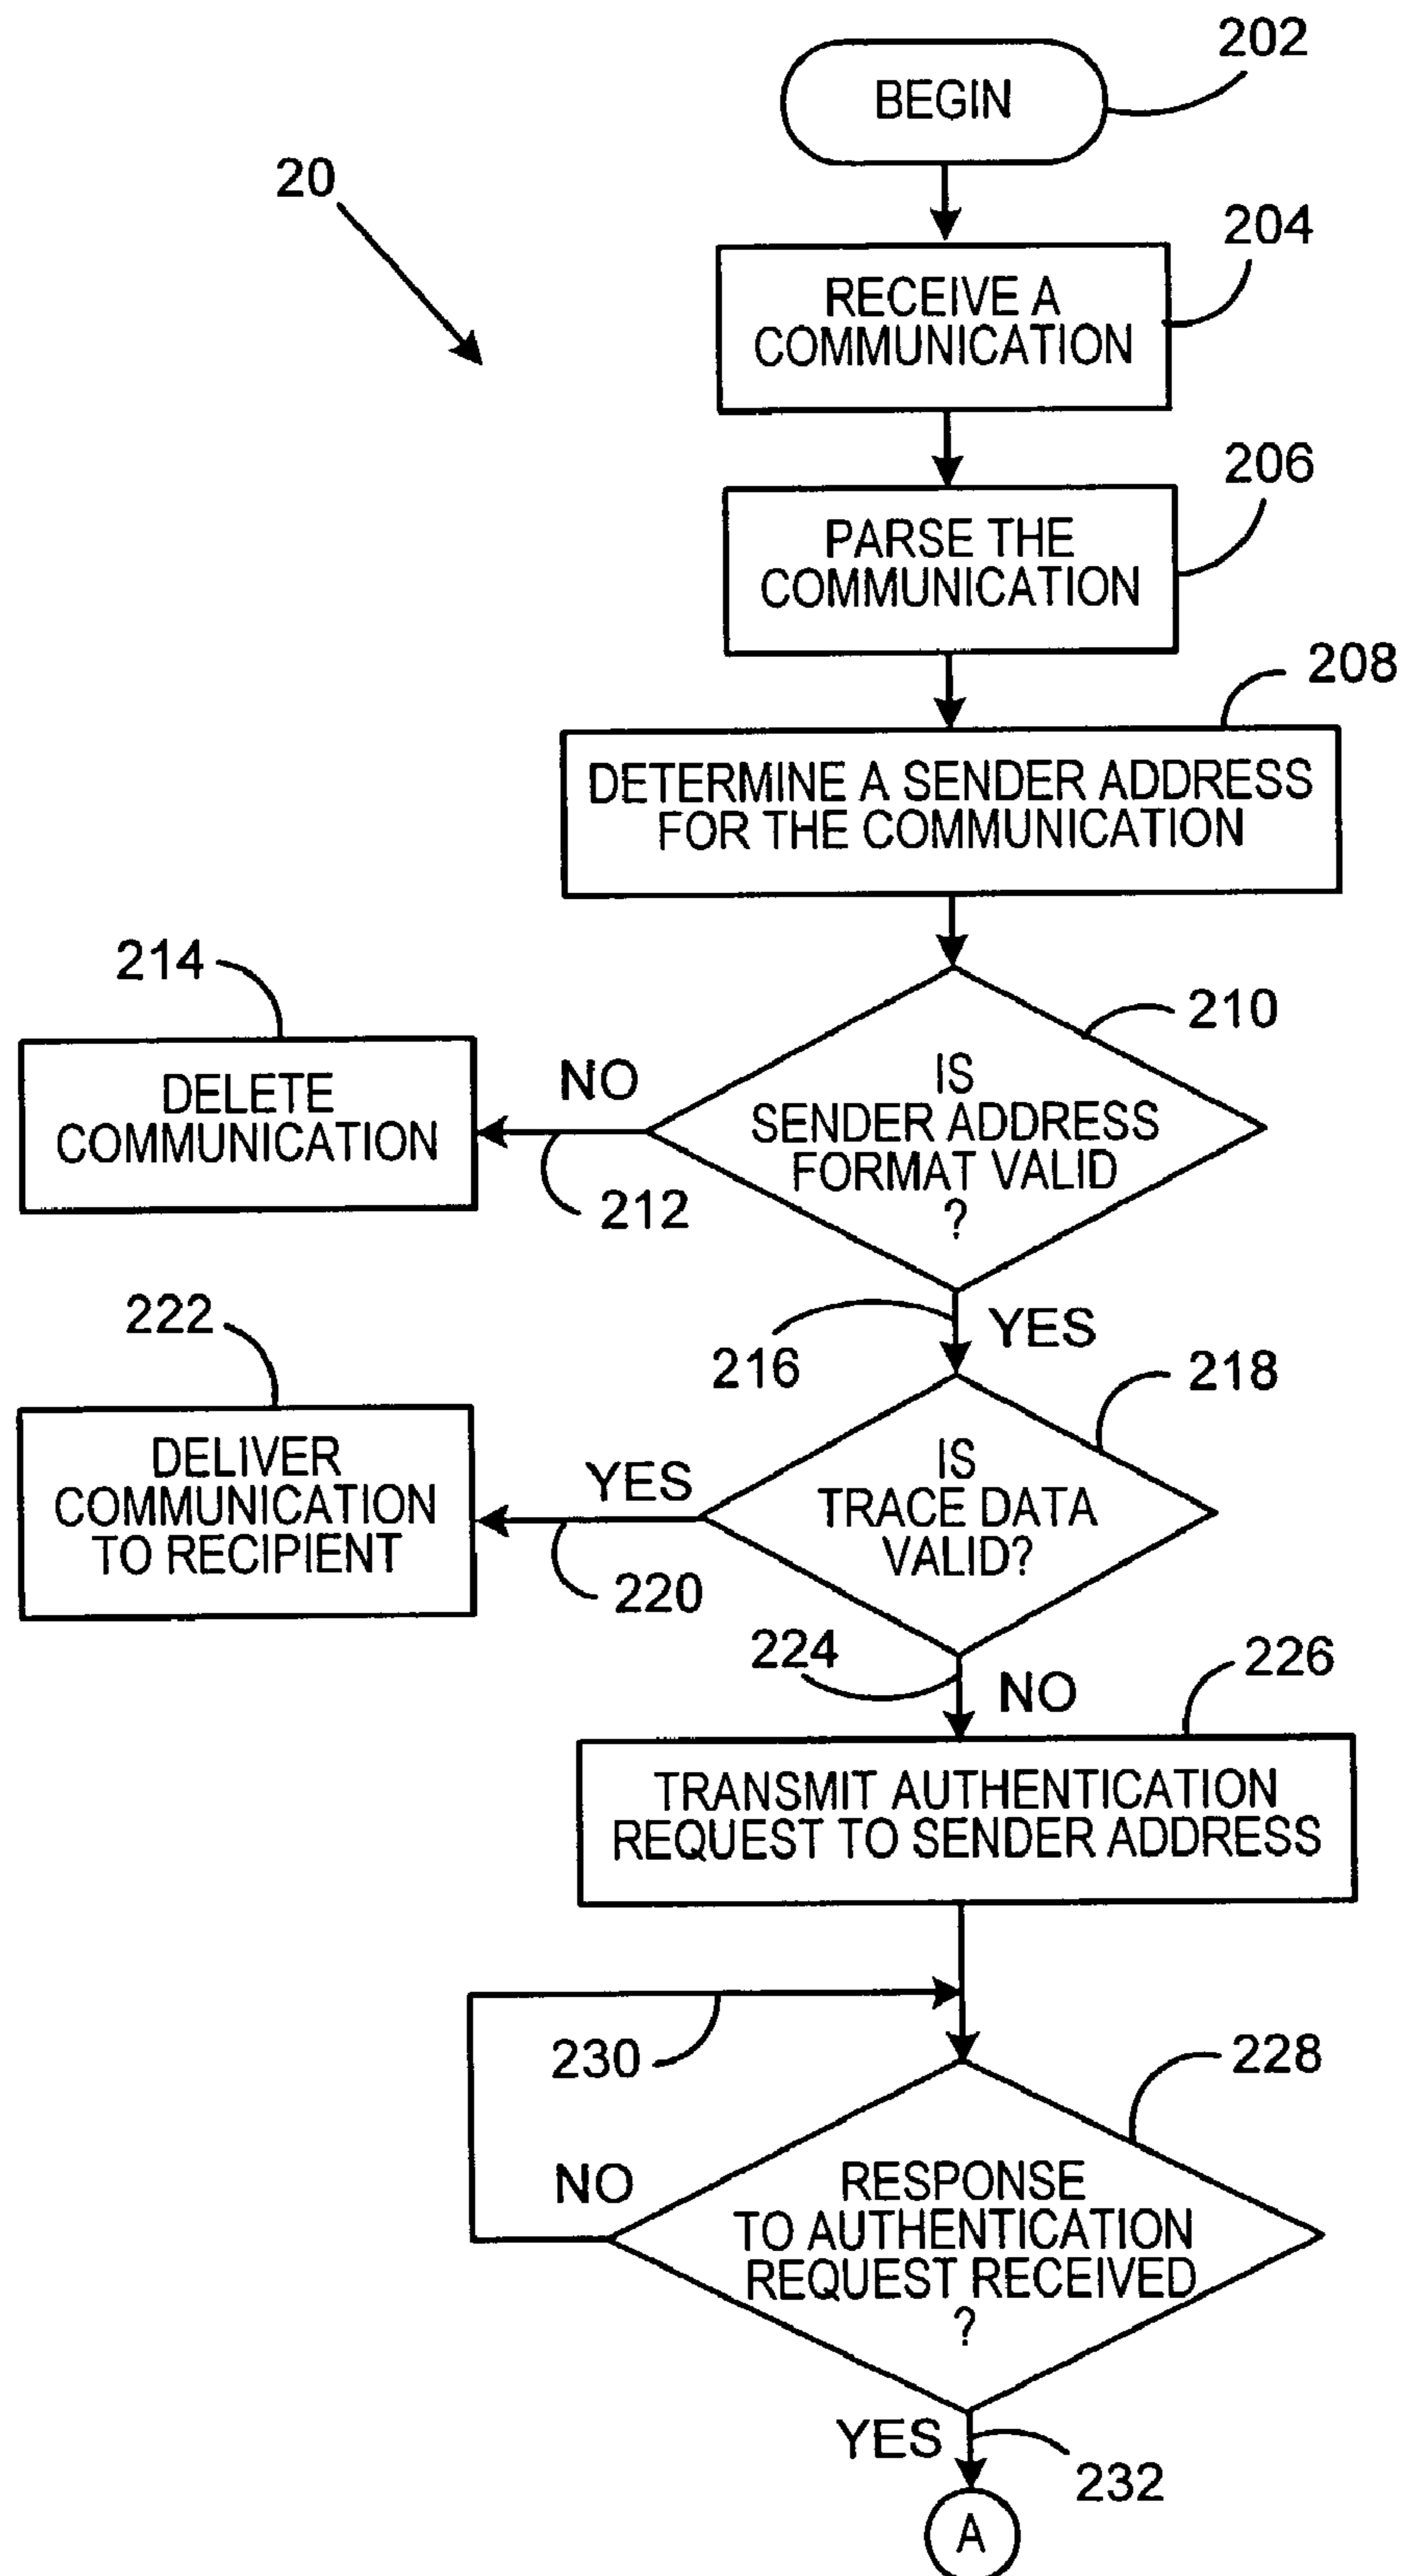 202
BEGIN
20
204
RECEIVE A
COMMUNICATION
206
PARSE THE
COMMUNICATION
208
DETERMINE A SENDER ADDRESS
FOR THE COMMUNICATION
214
210
DELETE
COMMUNICATION
NO
212
IS
SENDER ADDRESS
FORMAT VALID
?
222
216
YES
218
DELIVER
COMMUNICATION
TO RECIPIENT
YES
220
IS
TRACE DATA
VALID?
224
NO
226
TRANSMIT AUTHENTICATION
REQUEST TO SENDER ADDRESS
230
228
NO
RESPONSE
TO AUTHENTICATION
REQUEST RECEIVED
?
YES
232
A